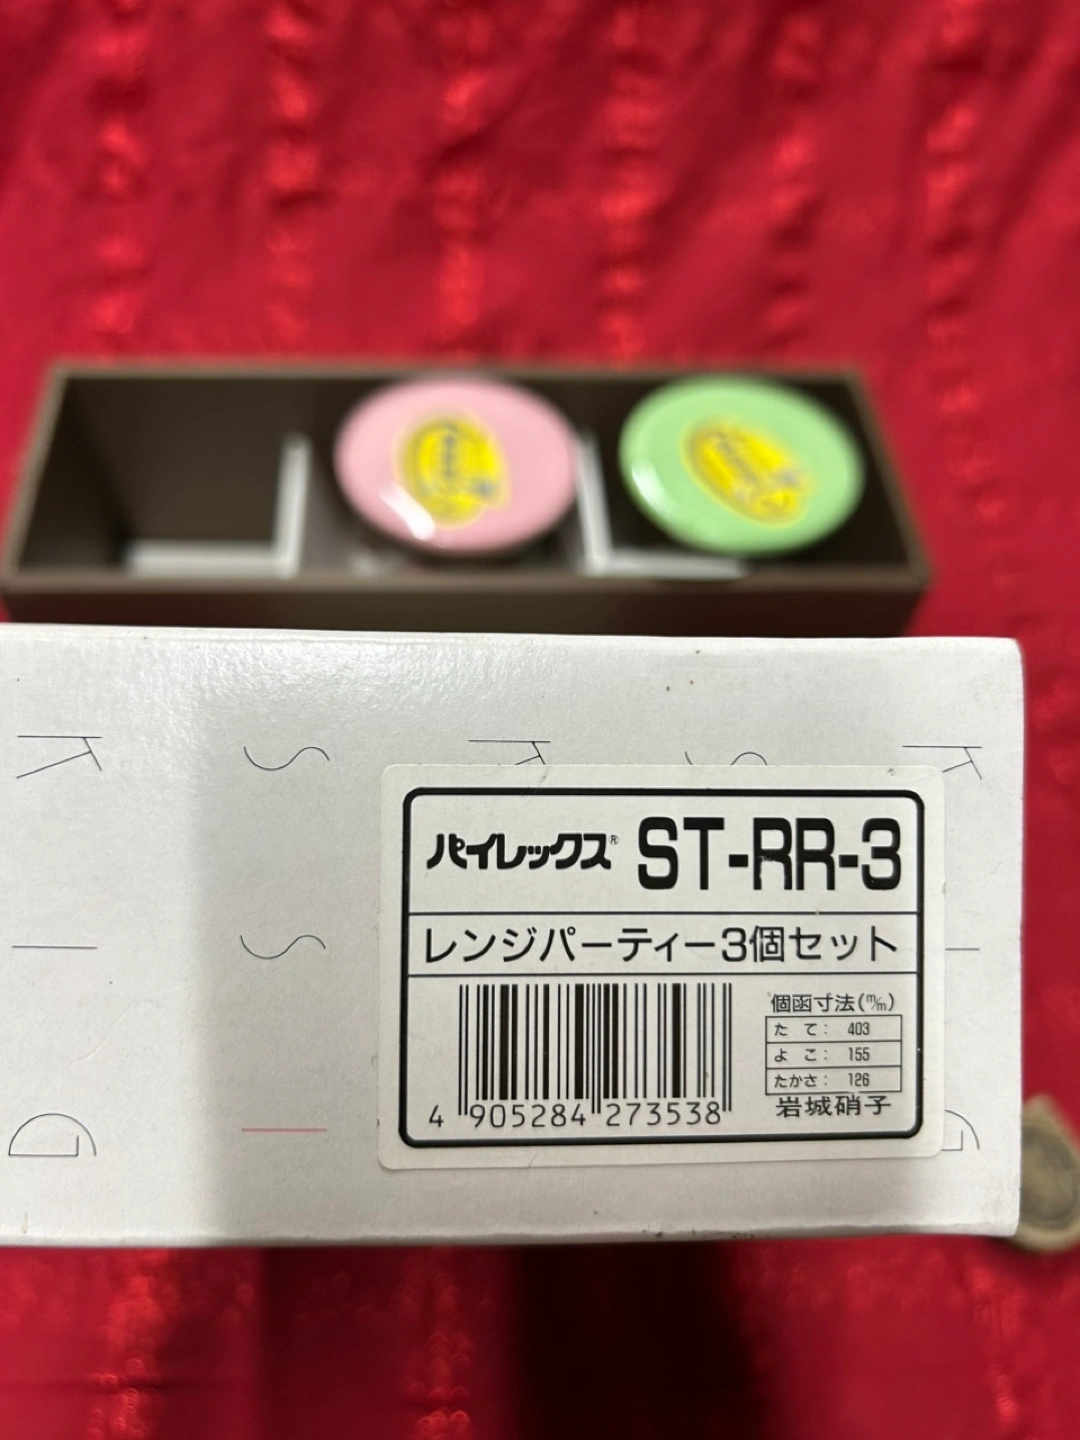 K S K S K
パイレックス® ST-RR-3
レンジパーティー3個セット
個函寸法(m/m)
たて: 403
よこ: 155
たかさ: 126
岩城硝子
4 905284 273538
I S I
G I G